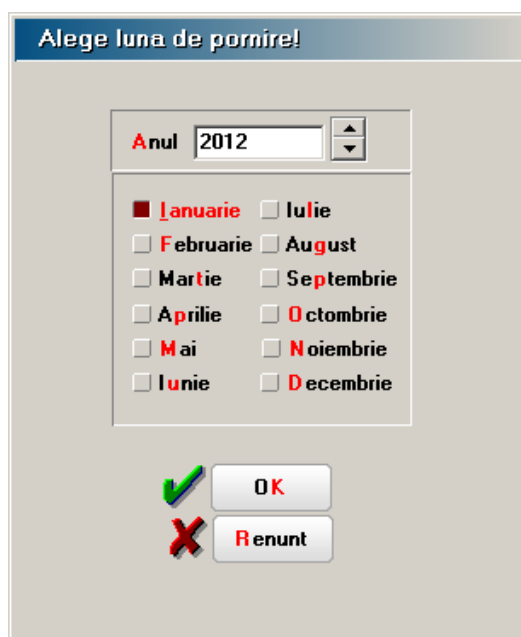 Alege luna de pornire!
Anul 2012
Ianuarie Iulie
Februarie August
Martie Septembrie
Aprilie Octombrie
Mai Noiembrie
Iunie Decembrie
OK
Renunt